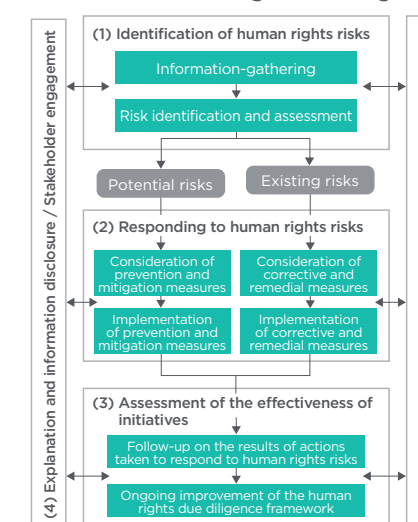 (1) Identification of human rights risks
Information-gathering
Risk identification and assessment
Potential risks
Existing risks
(2) Responding to human rights risks
Consideration of
prevention and
mitigation measures
Consideration of
corrective and
remedial measures
Implementation
of prevention and
mitigation measures
Implementation
of corrective and
remedial measures
(3) Assessment of the effectiveness of
initiatives
Follow-up on the results of actions
taken to respond to human rights risks
Ongoing improvement of the human
rights due diligence framework
(4) Explanation and information disclosure / Stakeholder engagement